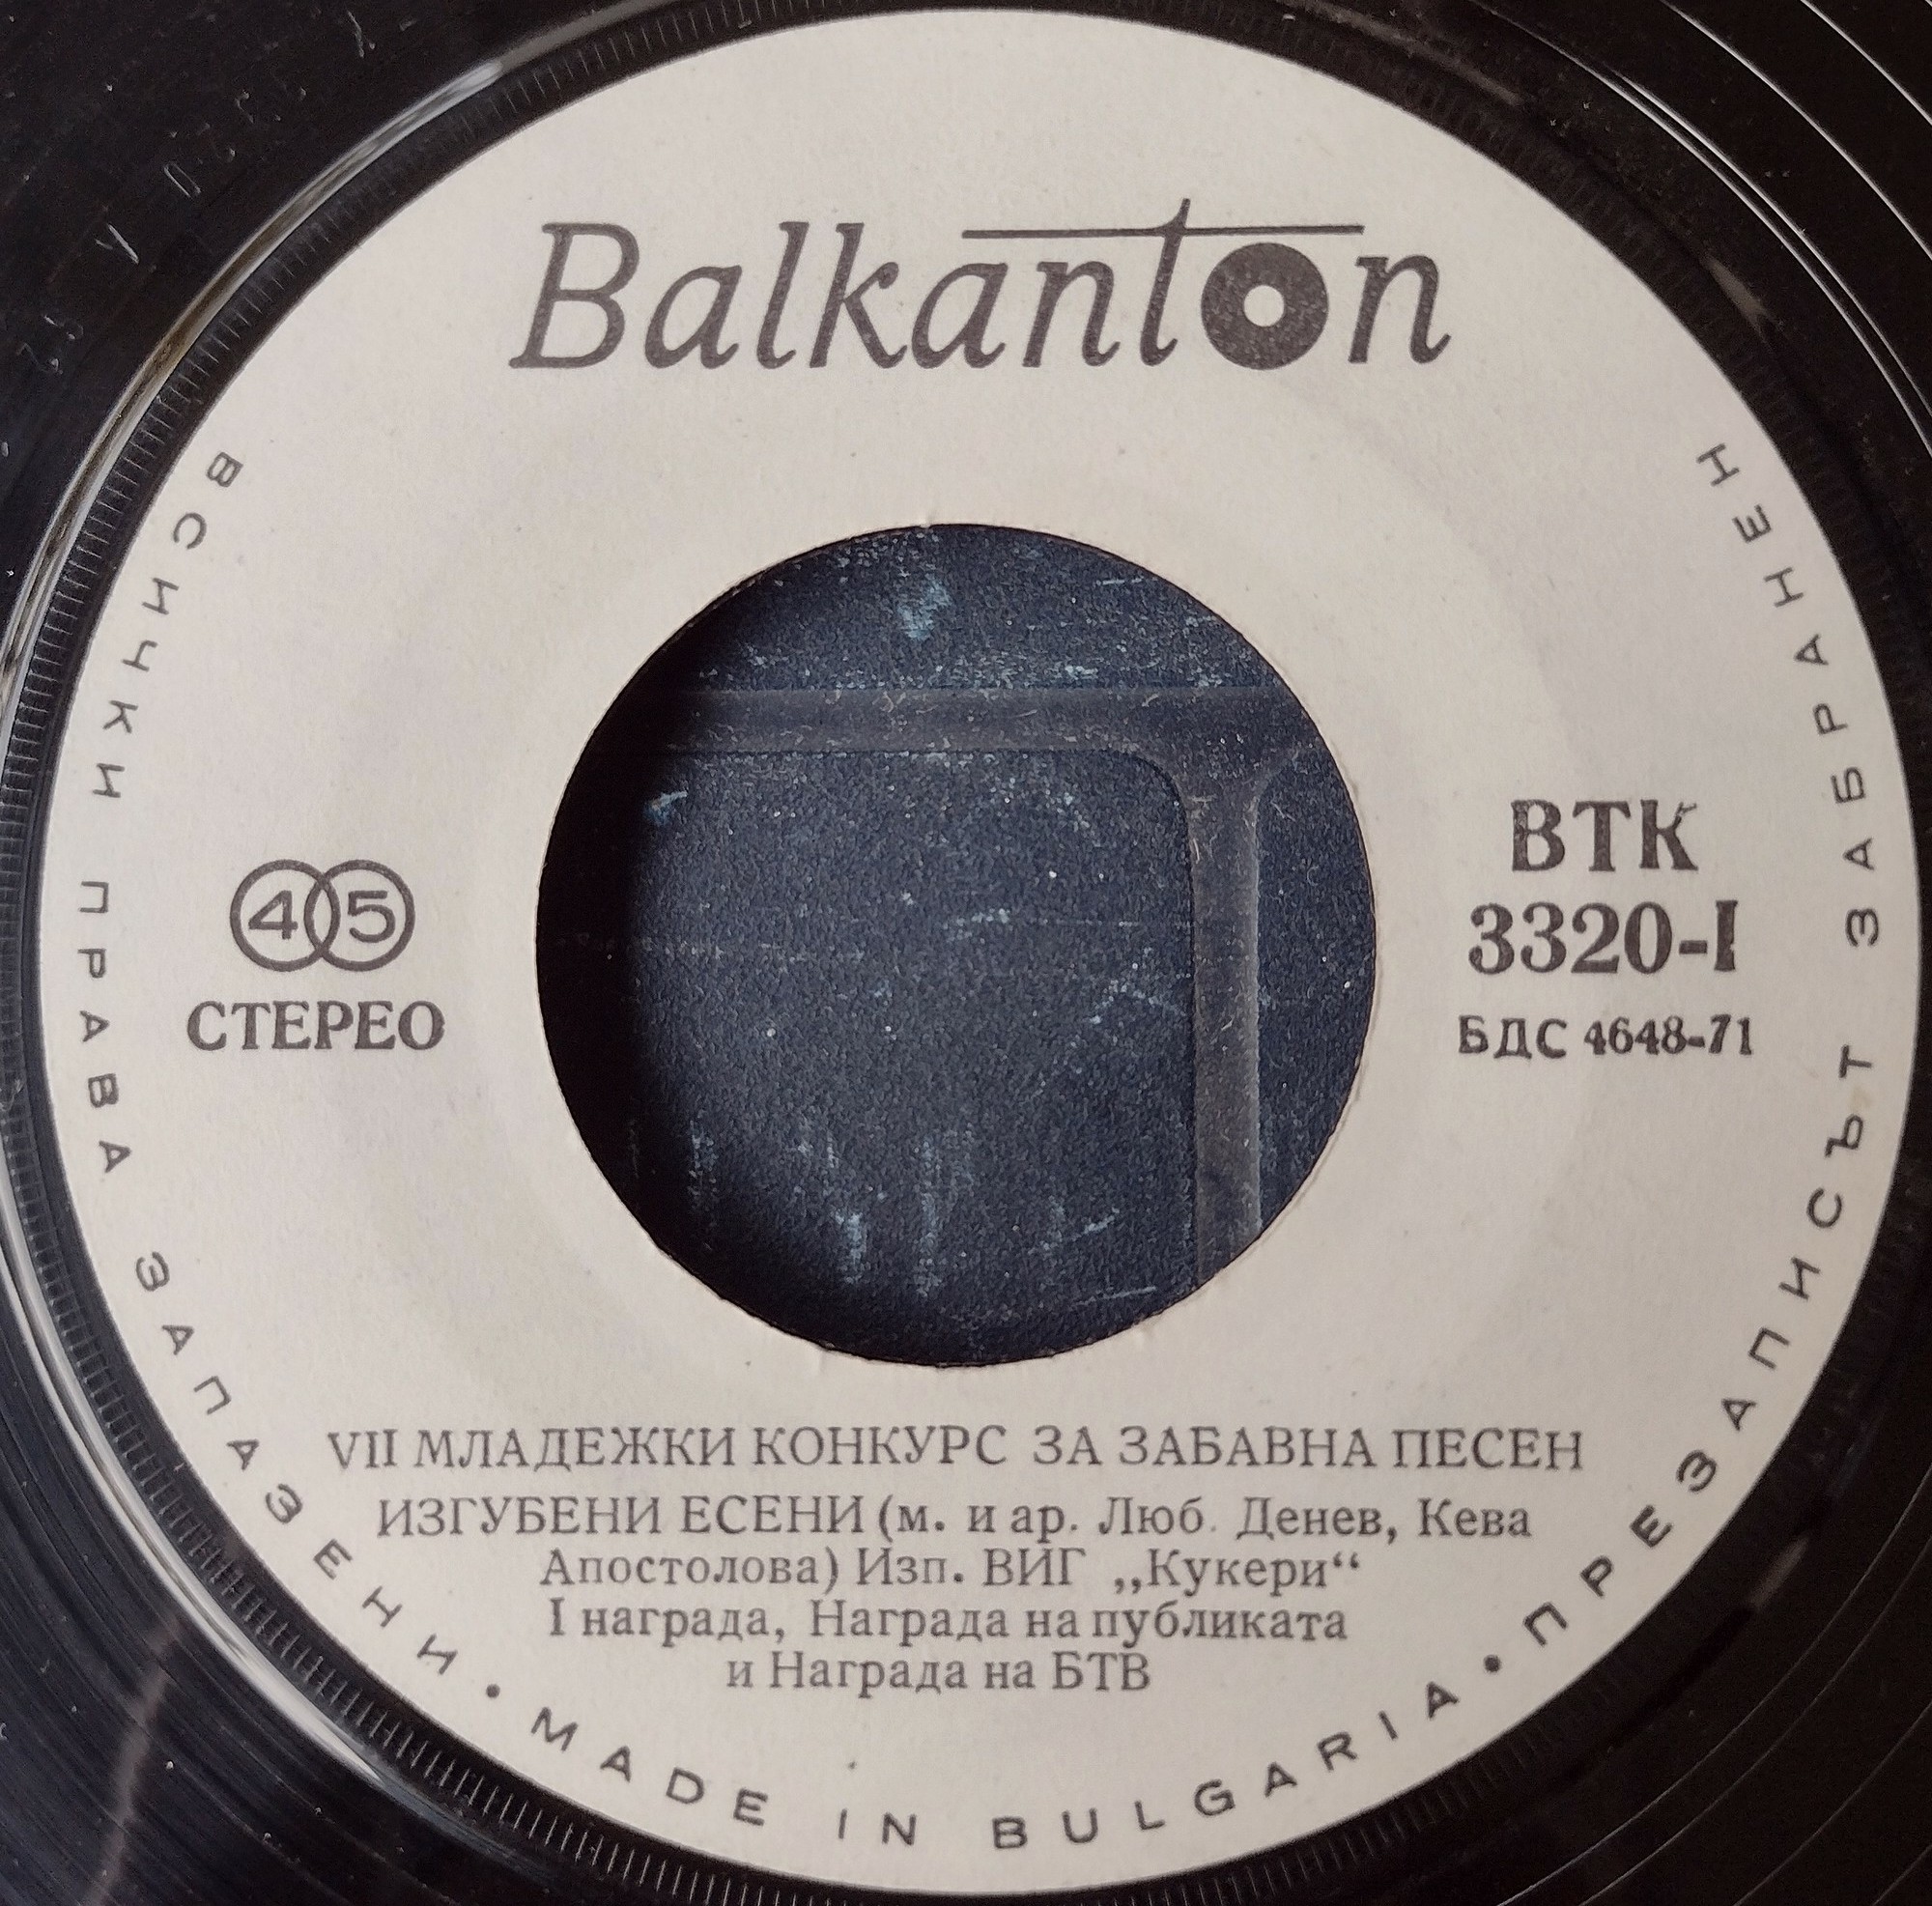 Balkanton
45
СТЕРЕО
ВТК
3320-I
БДС 4648-71
VII МЛАДЕЖКИ КОНКУРС ЗА ЗАБАВНА ПЕСЕН
ИЗГУБЕНИ ЕСЕНИ (м. и ар. Люб. Денев, Кева
Апостолова) Изп. ВИГ „Кукери“
I награда, Награда на публиката
и Награда на БТВ
ВСИЧКИ ПРАВА ЗАПАЗЕНИ • MADE IN BULGARIA • ПРЕЗАПИСЪТ ЗАБРАНЕН